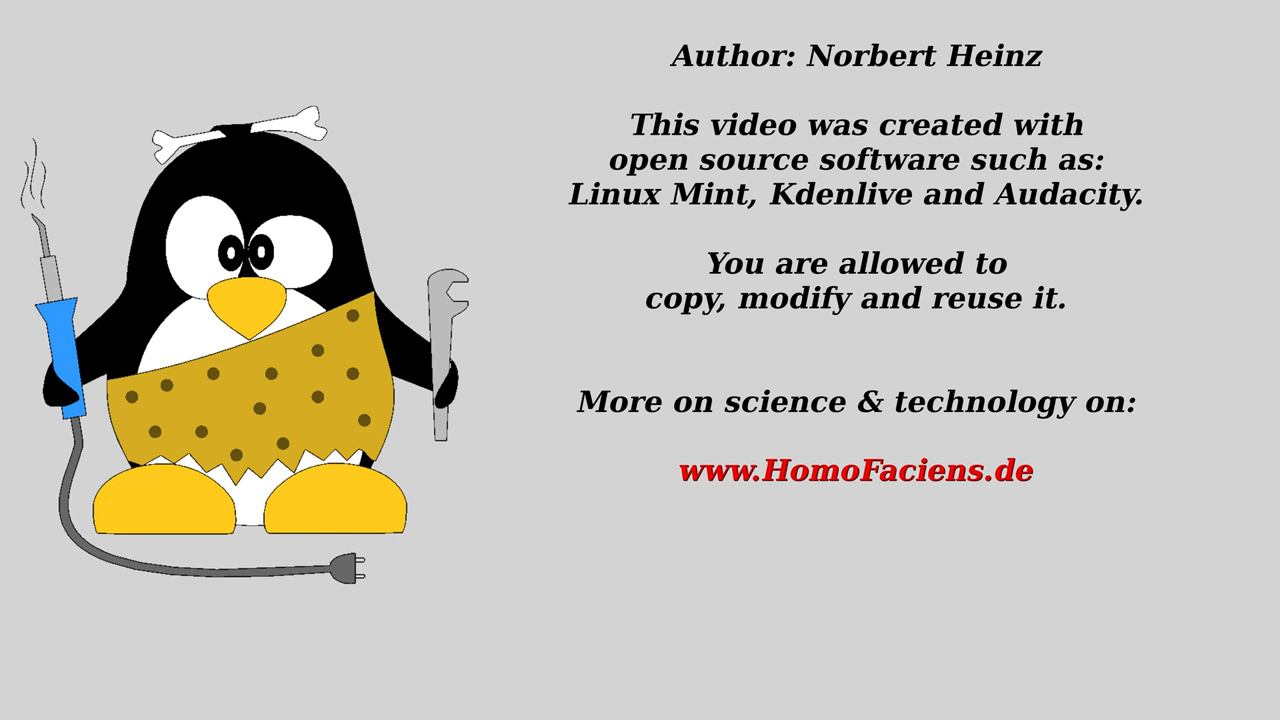 Author: Norbert Heinz
This video was created with
open source software such as:
Linux Mint, Kdenlive and Audacity.
You are allowed to
copy, modify and reuse it.
More on science & technology on:
www.HomoFaciens.de